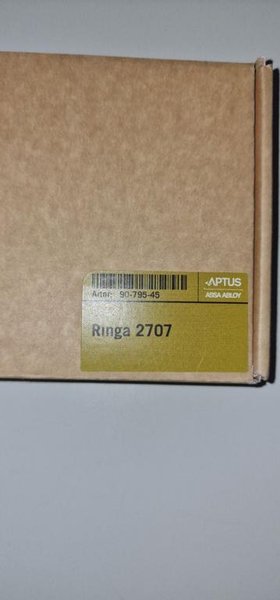 Artnr: 90-795-45
APTUS
ASSA ABLOY
Ringa 2707